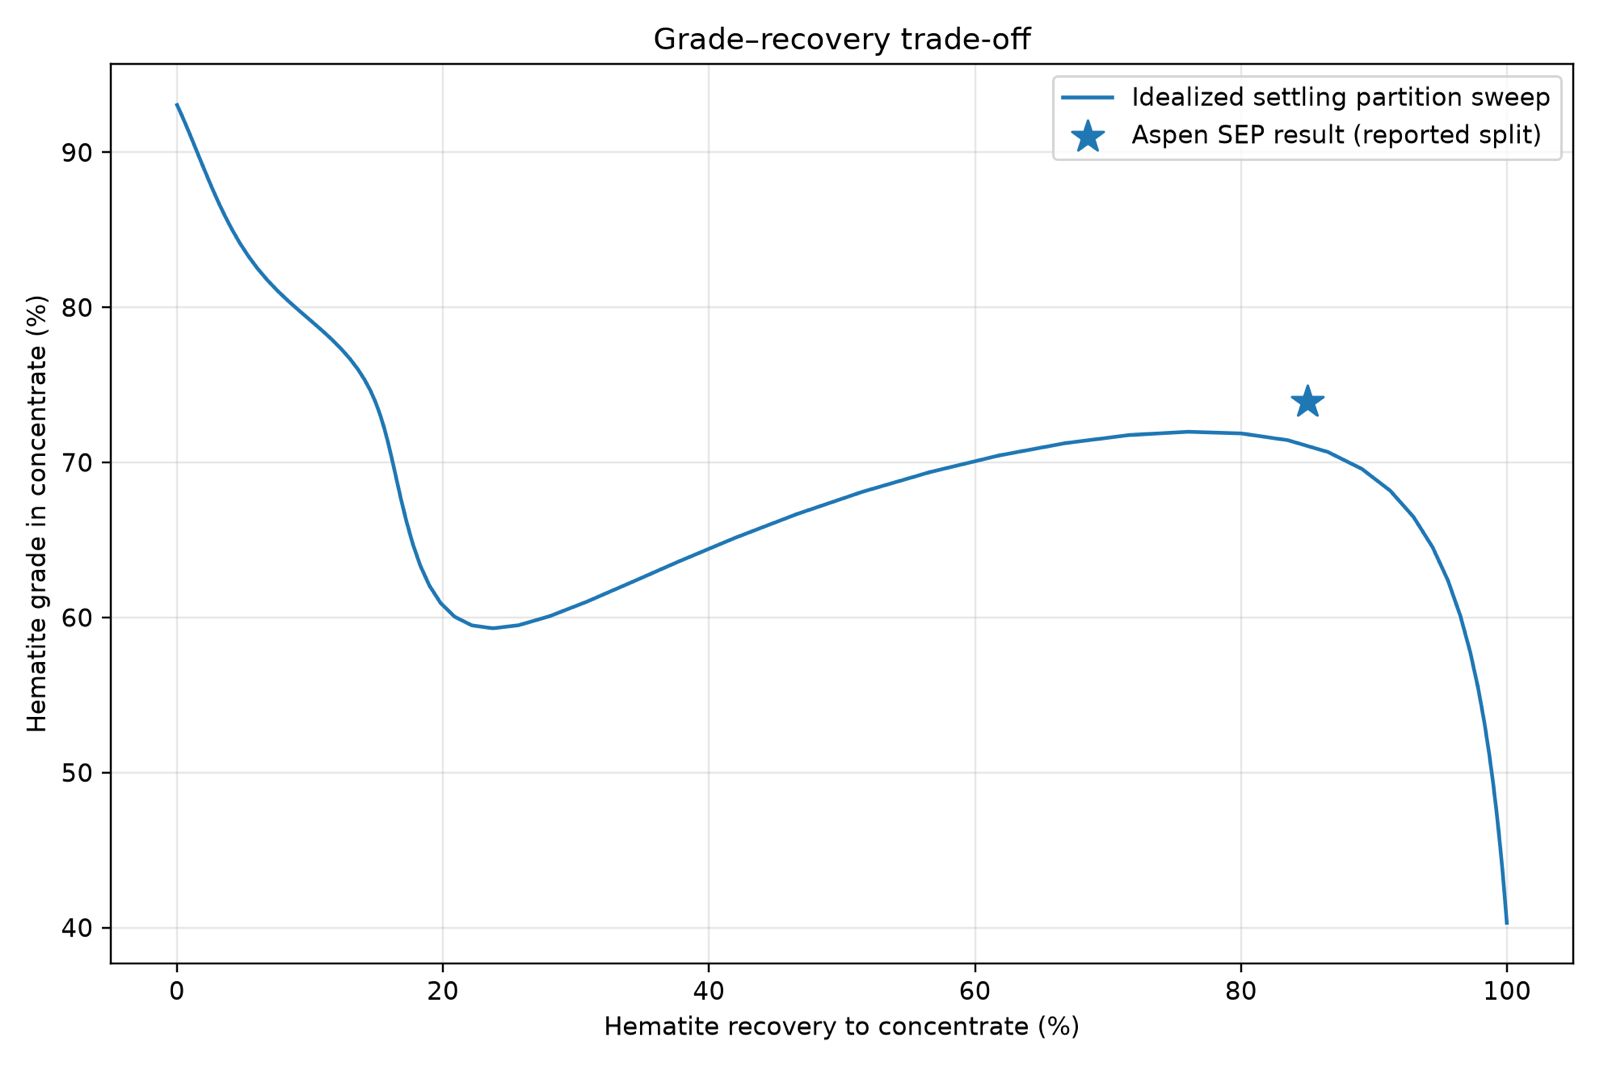 Grade–recovery trade-off
Idealized settling partition sweep
Aspen SEP result (reported split)
Hematite grade in concentrate (%)
90
80
70
60
50
40
0 20 40 60 80 100
Hematite recovery to concentrate (%)